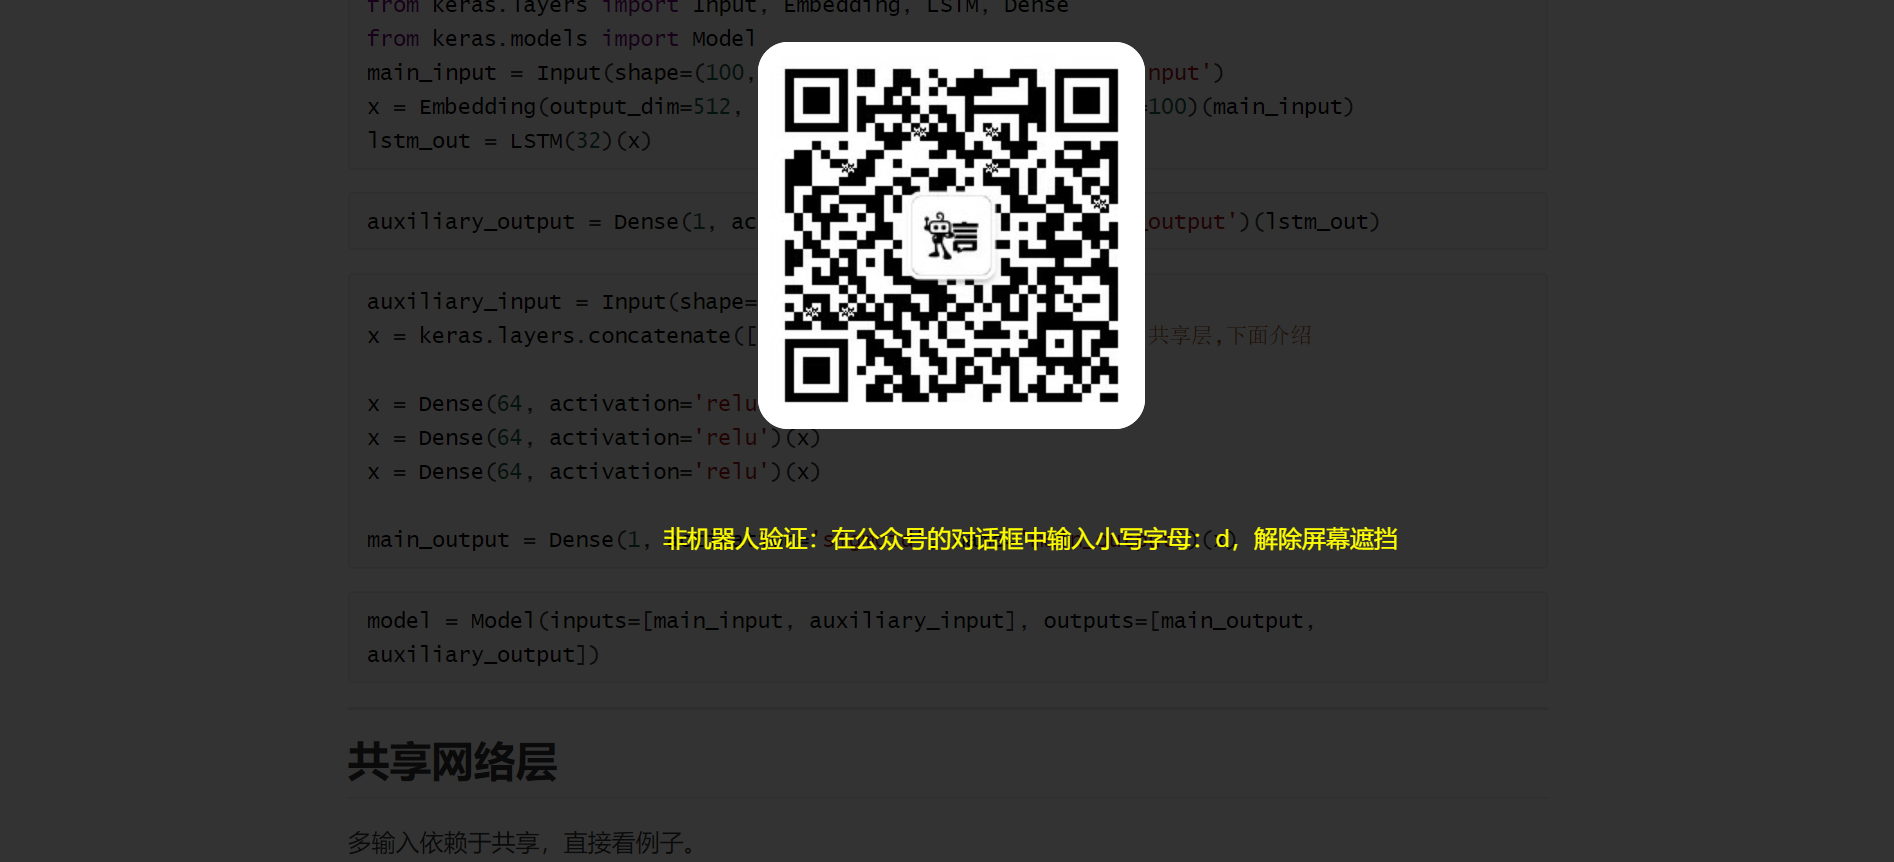 from keras.layers import Input, Embedding, LSTM, Dense
from keras.models import Model
main_input = Input(shape=(100, nput')
x = Embedding(output_dim=512, =100)(main_input)
lstm_out = LSTM(32)(x)
auxiliary_output = Dense(1, ac _output')(lstm_out)
auxiliary_input = Input(shape=
x = keras.layers.concatenate([ 共享层,下面介绍
x = Dense(64, activation='relu
x = Dense(64, activation='relu')(x)
x = Dense(64, activation='relu')(x)
main_output = Dense(1,
非机器人验证：在公众号的对话框中输入小写字母：d，解除屏幕遮挡
model = Model(inputs=[main_input, auxiliary_input], outputs=[main_output,
auxiliary_output])
共享网络层
多输入依赖于共享，直接看例子。
言